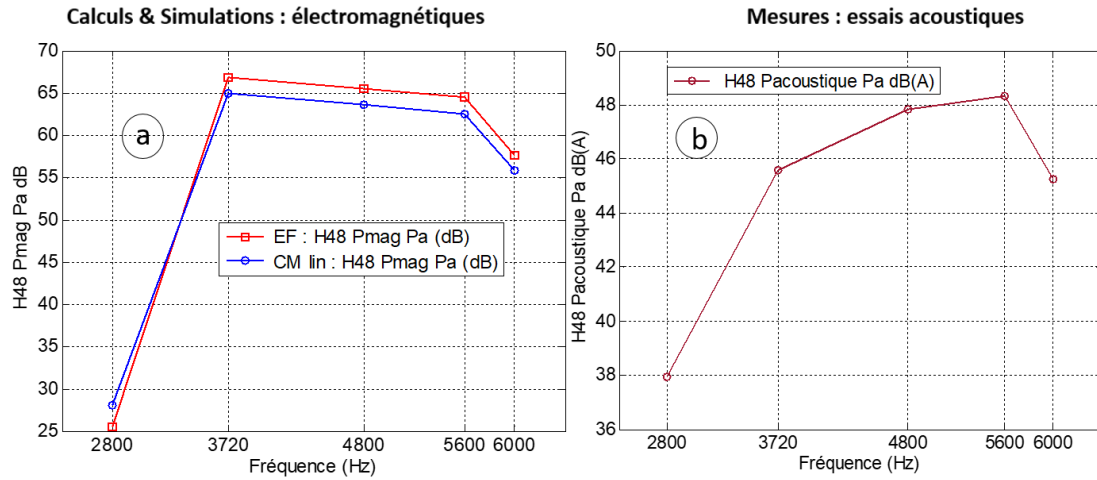 Calculs & Simulations : électromagnétiques
70
65
60
55
50
45
40
35
30
25
H48 Pmag Pa dB
a
EF : H48 Pmag Pa (dB)
CM lin : H48 Pmag Pa (dB)
2800 3720 4800 5600 6000
Fréquence (Hz)
Mesures : essais acoustiques
50
48
46
44
42
40
38
36
H48 Pacoustique Pa dB(A)
H48 Pacoustique Pa dB(A)
b
2800 3720 4800 5600 6000
Fréquence (Hz)